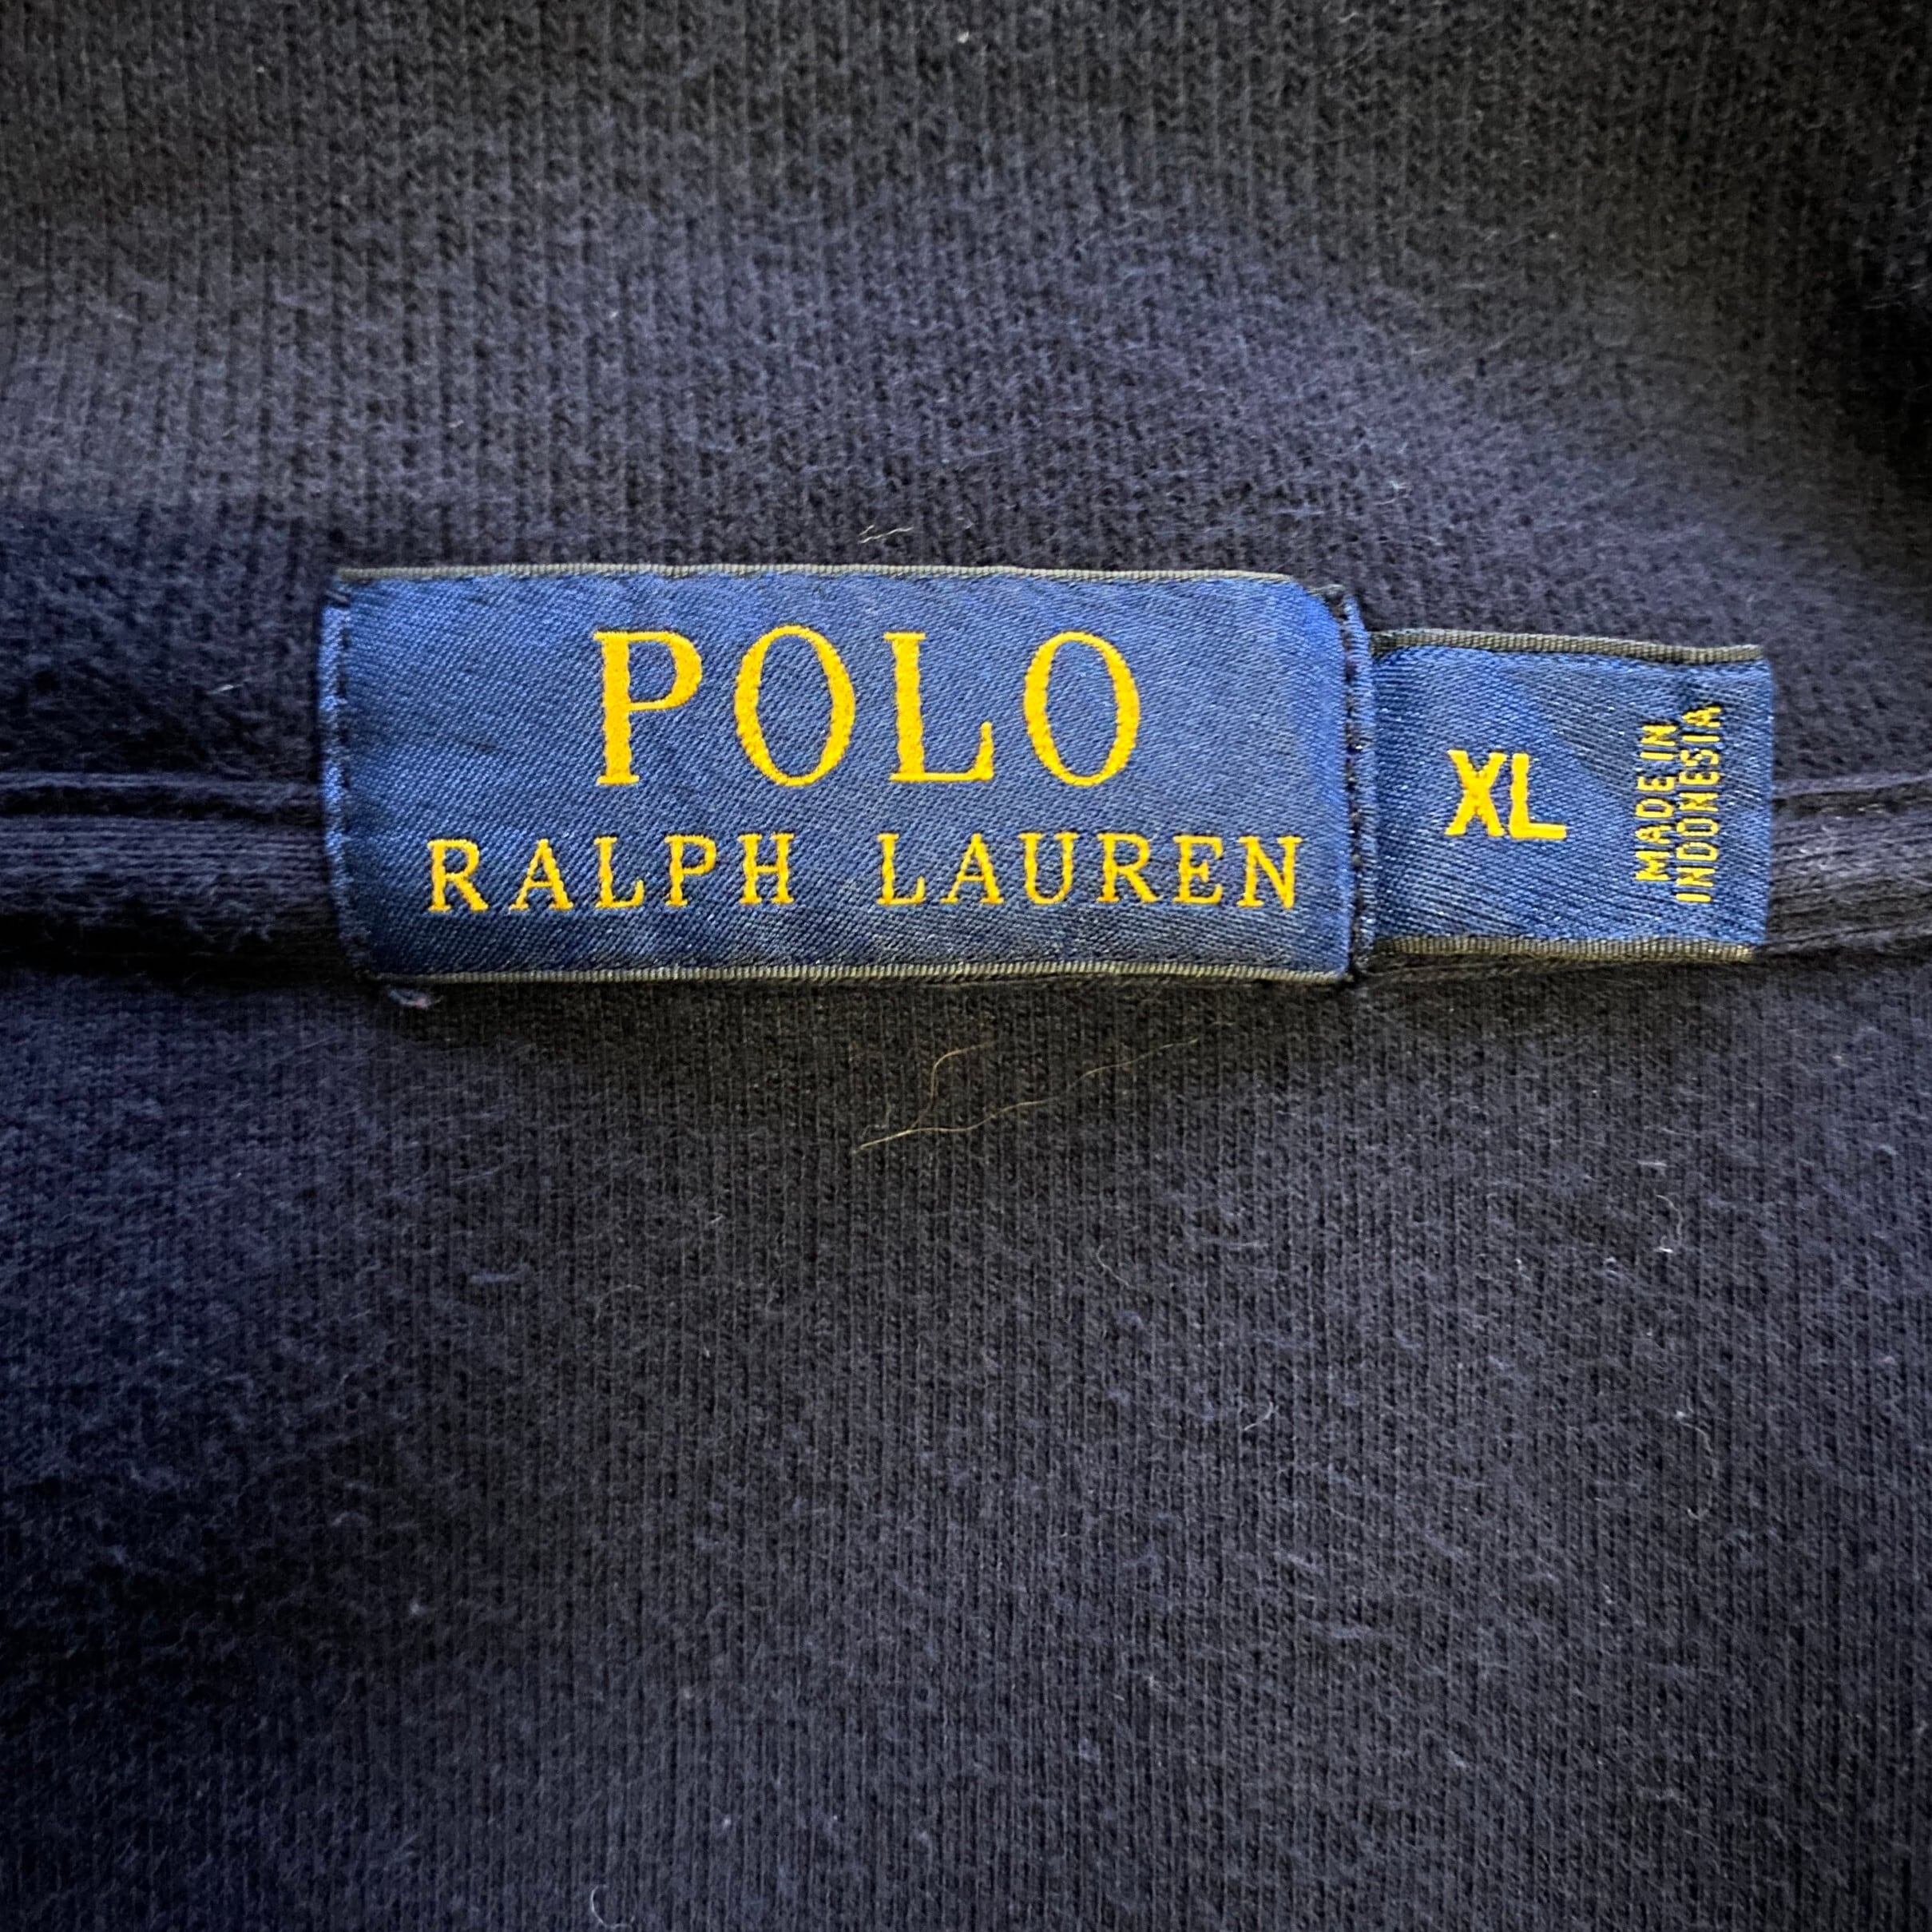 POLO
RALPH LAUREN
XL
MADE IN
INDONESIA